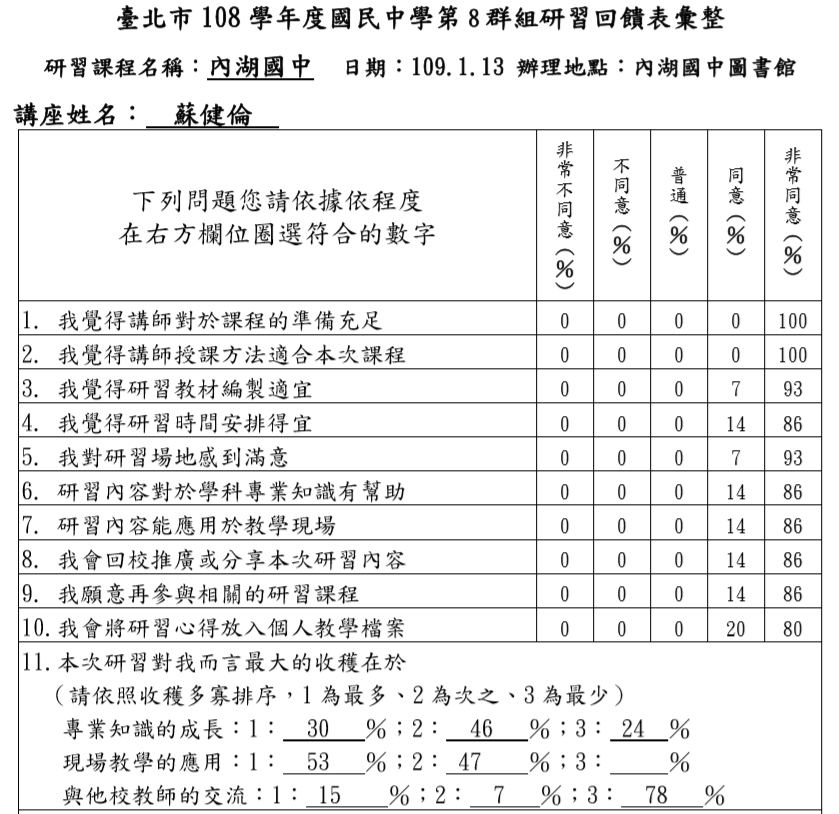 臺北市 108 學年度國民中學第 8 群組研習回饋表彙整
研習課程名稱：內湖國中 日期：109.1.13 辦理地點：內湖國中圖書館
講座姓名： 蘇健倫
下列問題您請依據依程度
在右方欄位圈選符合的數字
非常不同意（%）
不同意（%）
普通（%）
同意（%）
非常同意（%）
1. 我覺得講師對於課程的準備充足 0 0 0 0 100
2. 我覺得講師授課方法適合本次課程 0 0 0 0 100
3. 我覺得研習教材編製適宜 0 0 0 7 93
4. 我覺得研習時間安排得宜 0 0 0 14 86
5. 我對研習場地感到滿意 0 0 0 7 93
6. 研習內容對於學科專業知識有幫助 0 0 0 14 86
7. 研習內容能應用於教學現場 0 0 0 14 86
8. 我會回校推廣或分享本次研習內容 0 0 0 14 86
9. 我願意再參與相關的研習課程 0 0 0 14 86
10.我會將研習心得放入個人教學檔案 0 0 0 20 80
11.本次研習對我而言最大的收穫在於
（請依照收穫多寡排序，1 為最多、2 為次之、3 為最少）
專業知識的成長：1： 30 %；2： 46 %；3： 24 %
現場教學的應用：1： 53 %；2： 47 %；3： %
與他校教師的交流：1： 15 %；2： 7 %；3： 78 %